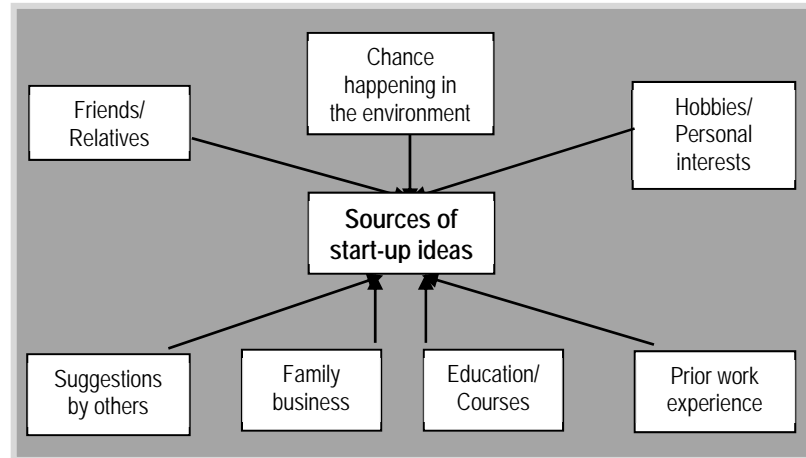 Chance
happening in
the environment
Friends/
Relatives
Hobbies/
Personal
interests
Sources of
start-up ideas
Suggestions
by others
Family
business
Education/
Courses
Prior work
experience